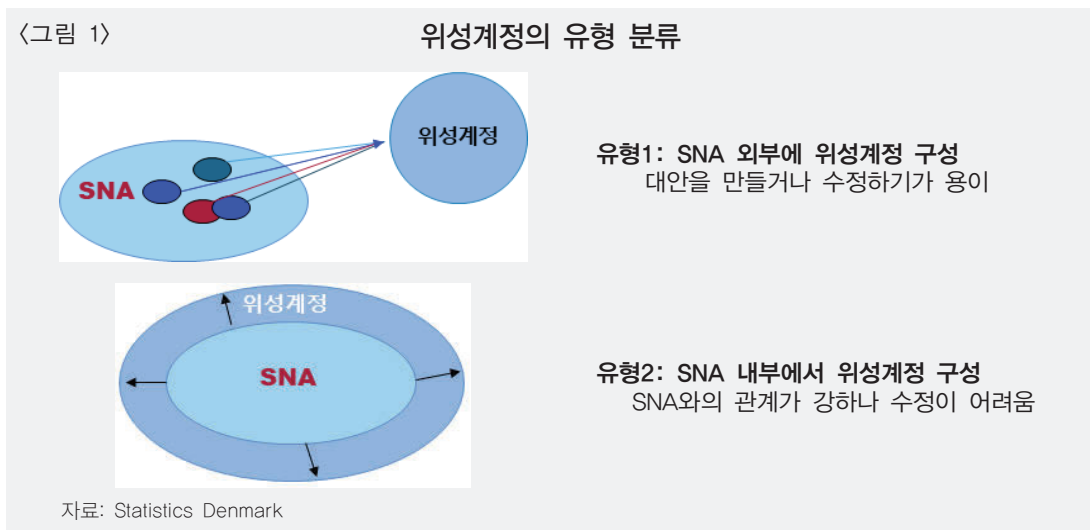 〈그림 1〉
위성계정의 유형 분류
위성계정
SNA
유형1: SNA 외부에 위성계정 구성
대안을 만들거나 수정하기가 용이
위성계정
SNA
유형2: SNA 내부에서 위성계정 구성
SNA와의 관계가 강하나 수정이 어려움
자료: Statistics Denmark